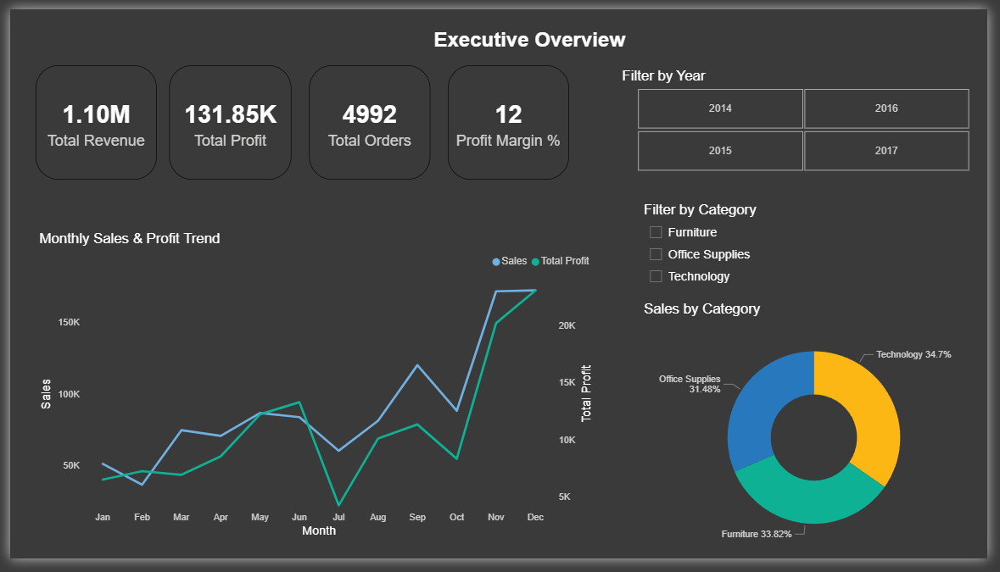 Executive Overview
1.10M
Total Revenue
131.85K
Total Profit
4992
Total Orders
12
Profit Margin %
Filter by Year
2014
2016
2015
2017
Filter by Category
Furniture
Office Supplies
Technology
Monthly Sales & Profit Trend
Sales
Total Profit
150K
100K
50K
Sales
20K
15K
10K
5K
Total Profit
Jan Feb Mar Apr May Jun Jul Aug Sep Oct Nov Dec
Month
Sales by Category
Technology 34.7%
Office Supplies
31.48%
Furniture 33.82%